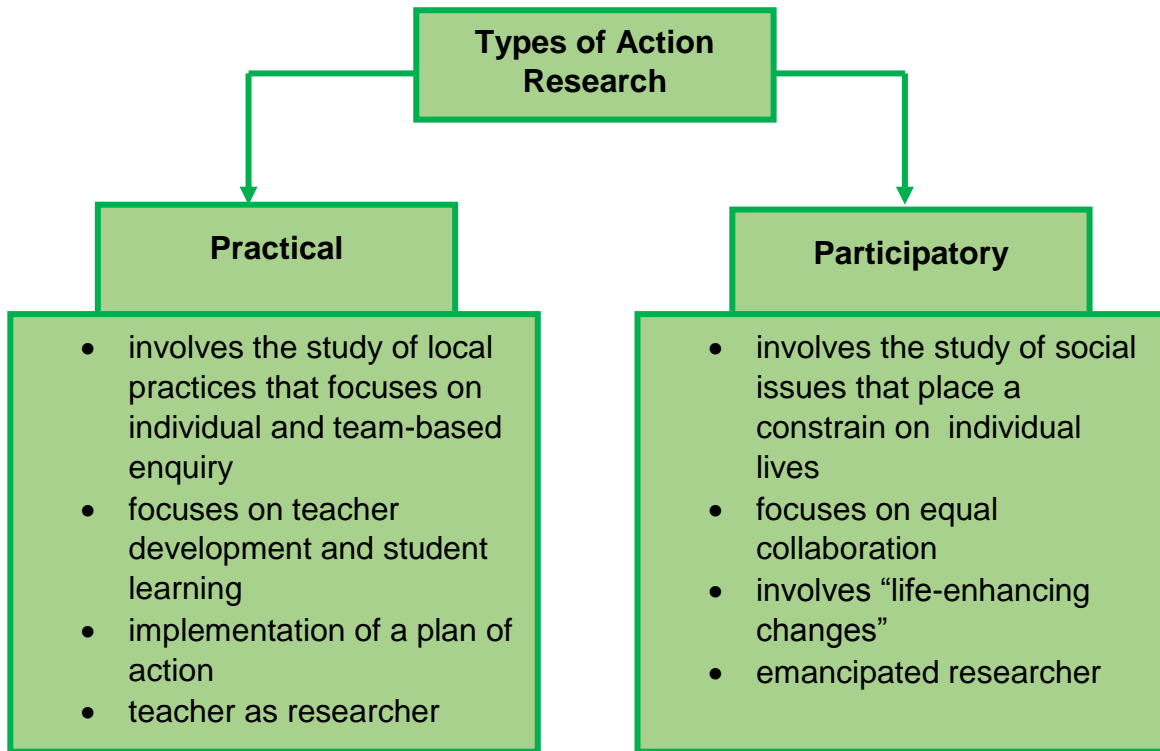 Types of Action
Research
Practical
• involves the study of local
practices that focuses on
individual and team-based
enquiry
• focuses on teacher
development and student
learning
• implementation of a plan of
action
• teacher as researcher
Participatory
• involves the study of social
issues that place a
constrain on individual
lives
• focuses on equal
collaboration
• involves “life-enhancing
changes”
• emancipated researcher